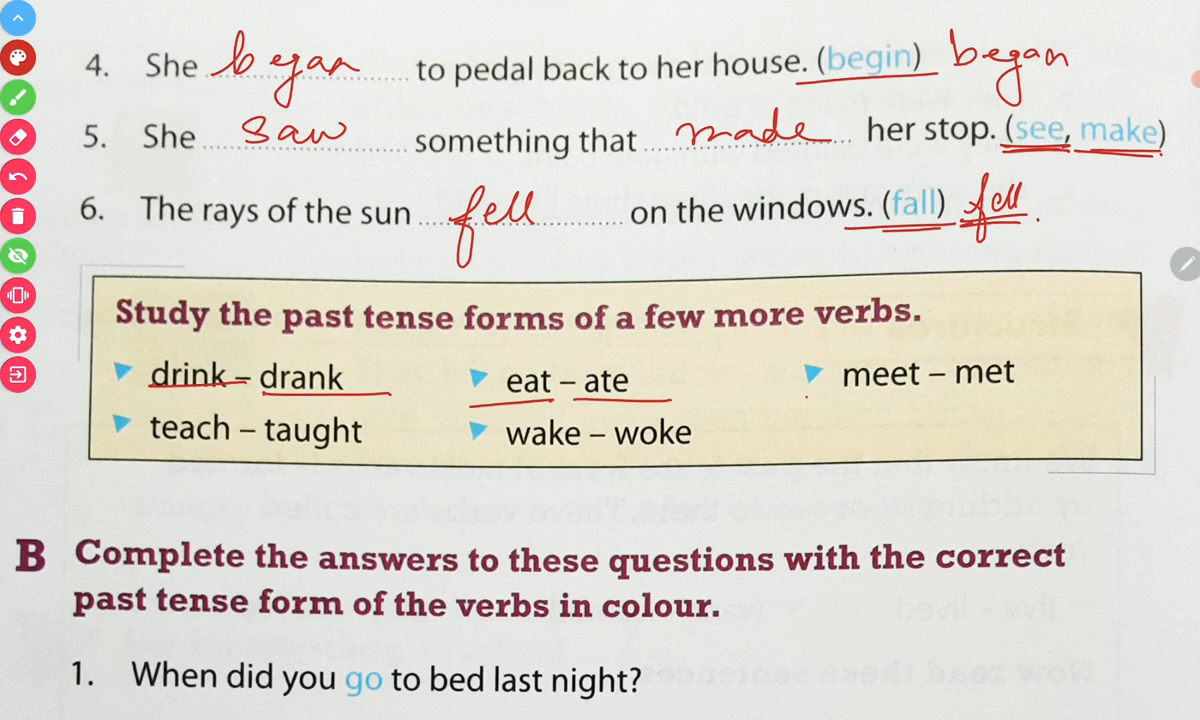 4. She began to pedal back to her house. (begin) began
5. She saw something that made her stop. (see, make)
6. The rays of the sun fell on the windows. (fall) fell.
Study the past tense forms of a few more verbs.
drink – drank eat – ate meet – met
teach – taught wake – woke
B Complete the answers to these questions with the correct
past tense form of the verbs in colour.
1. When did you go to bed last night?